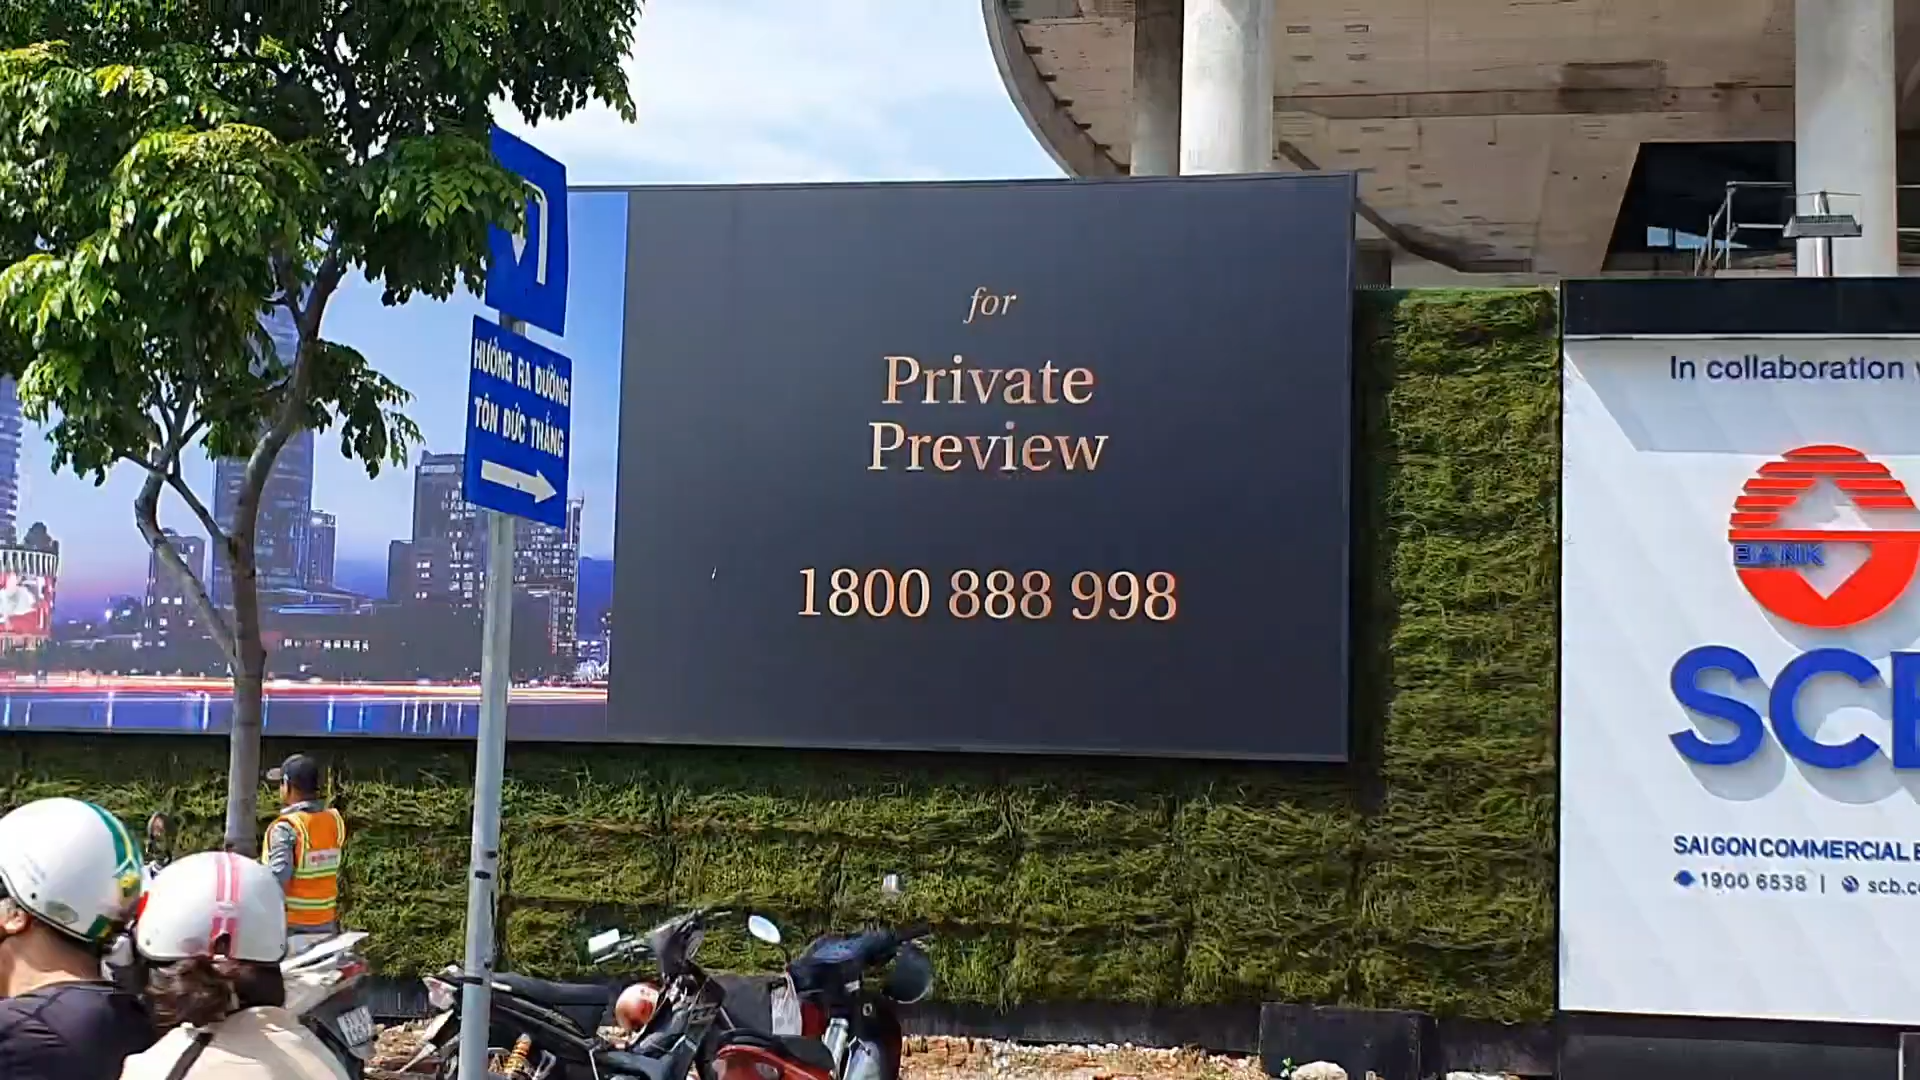 HƯỚNG RA ĐƯỜNG
TÔN ĐỨC THẮNG
for
Private
Preview
1800 888 998
In collaboration
BANK
SCB
SAIGON COMMERCIAL
1900 6538 | scb.c